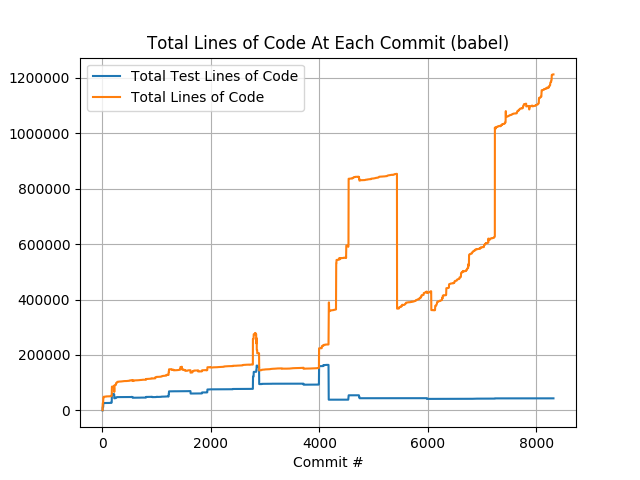 Total Lines of Code At Each Commit (babel)
Total Test Lines of Code
Total Lines of Code
1200000
1000000
800000
600000
400000
200000
0
0 2000 4000 6000 8000
Commit #